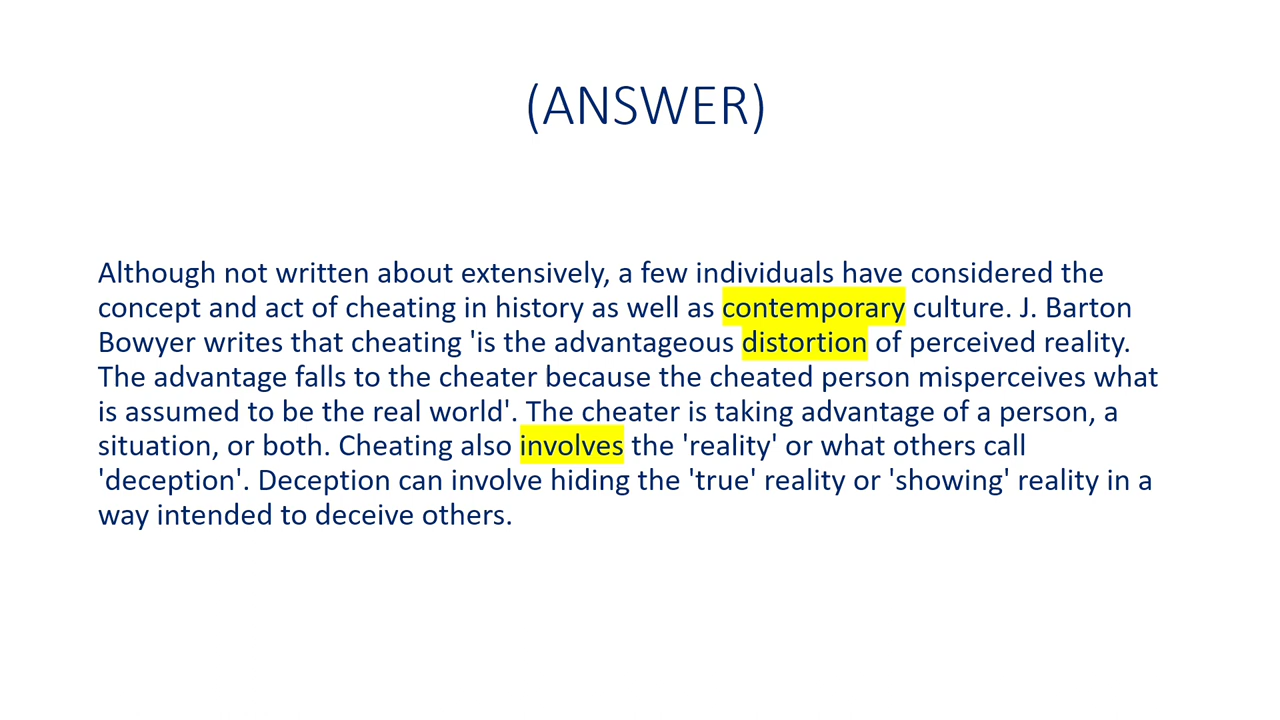 (ANSWER)
Although not written about extensively, a few individuals have considered the
concept and act of cheating in history as well as contemporary culture. J. Barton
Bowyer writes that cheating 'is the advantageous distortion of perceived reality.
The advantage falls to the cheater because the cheated person misperceives what
is assumed to be the real world'. The cheater is taking advantage of a person, a
situation, or both. Cheating also involves the 'reality' or what others call
'deception'. Deception can involve hiding the 'true' reality or 'showing' reality in a
way intended to deceive others.